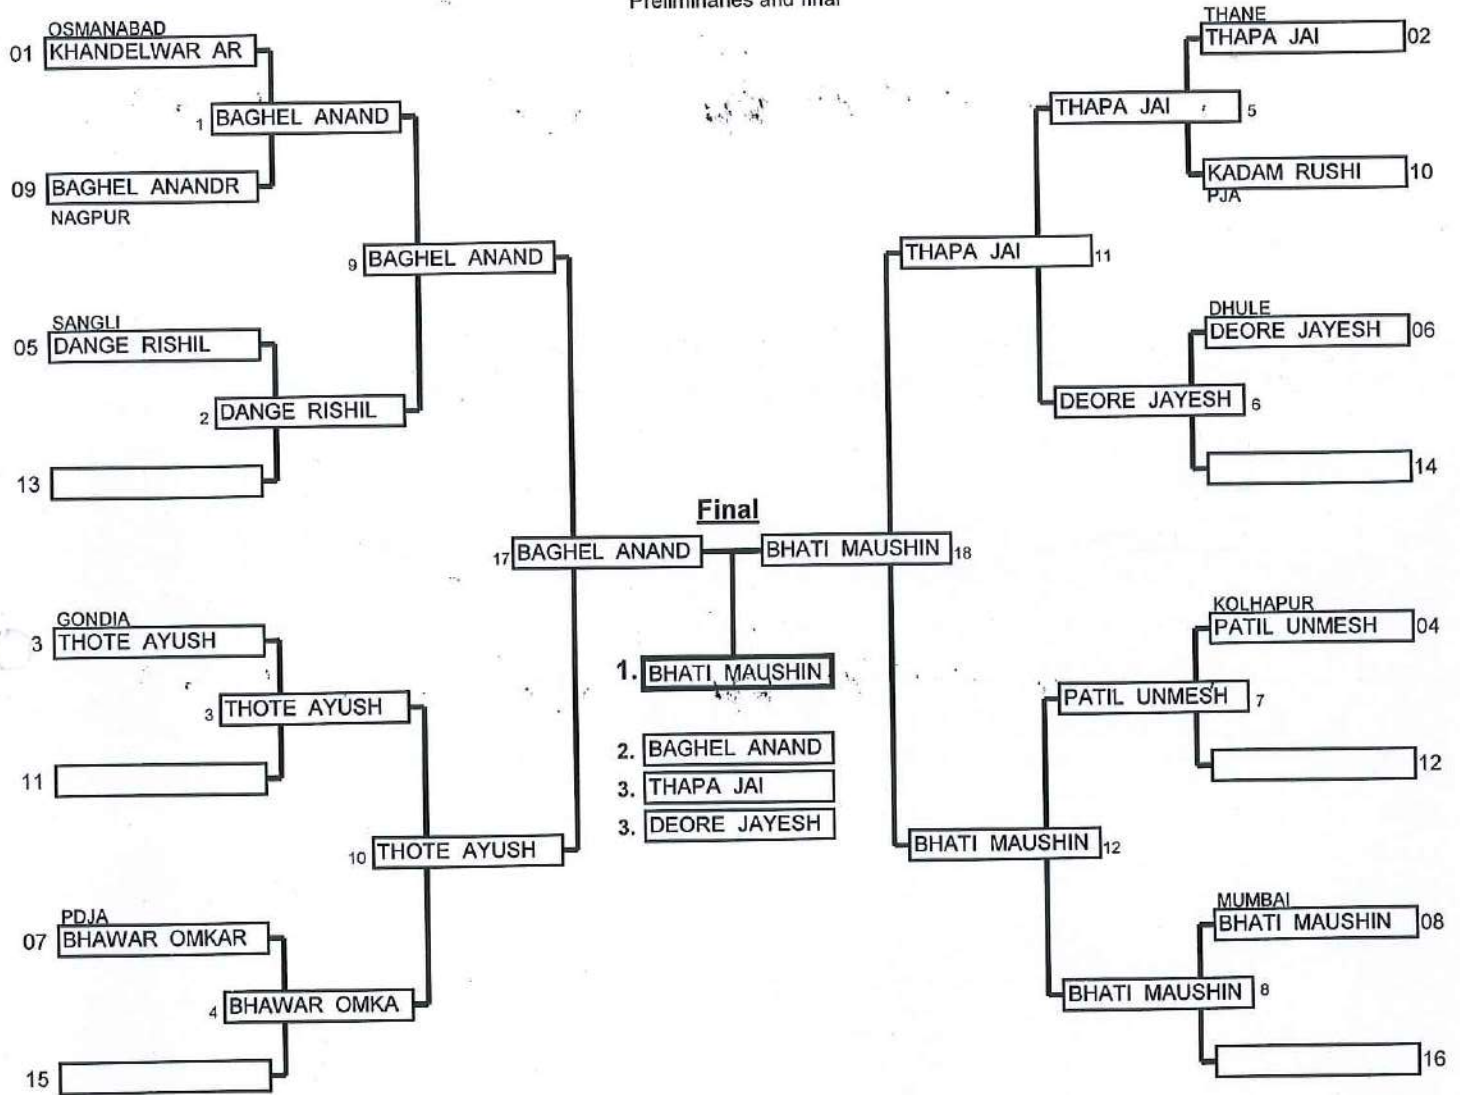 Preliminaries and final
OSMANABAD
01 KHANDELWAR AR
1 BAGHEL ANAND
09 BAGHEL ANANDR
NAGPUR
9 BAGHEL ANAND
SANGLI
05 DANGE RISHIL
2 DANGE RISHIL
13
17 BAGHEL ANAND
GONDIA
3 THOTE AYUSH
3 THOTE AYUSH
11
10 THOTE AYUSH
PDJA
07 BHAWAR OMKAR
4 BHAWAR OMKA
15
Final
1. BHATI MAUSHIN
2. BAGHEL ANAND
3. THAPA JAI
3. DEORE JAYESH
THANE
THAPA JAI 02
THAPA JAI 5
KADAM RUSHI 10
PJA
THAPA JAI 11
DHULE
DEORE JAYESH 06
DEORE JAYESH 6
14
BHATI MAUSHIN 18
KOLHAPUR
PATIL UNMESH 04
PATIL UNMESH 7
12
BHATI MAUSHIN 12
MUMBAI
BHATI MAUSHIN 08
BHATI MAUSHIN 8
16